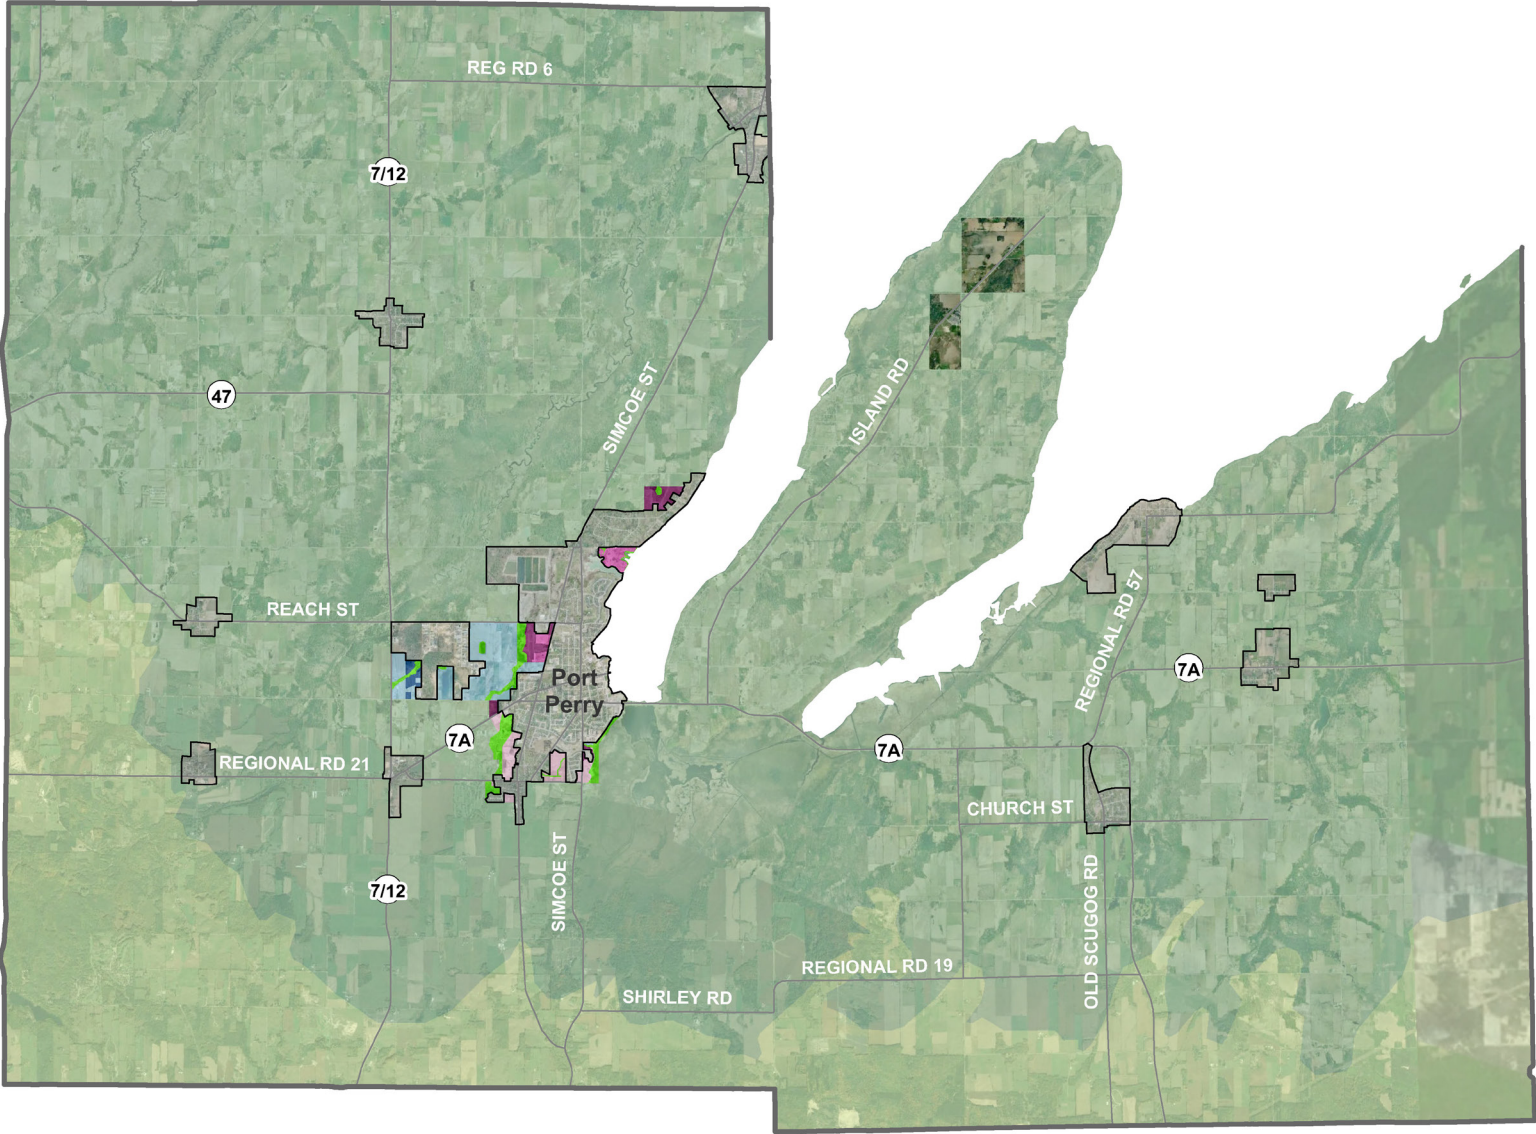 REG RD 6
7/12
47
SIMCOE ST
ISLAND RD
REACH ST
REGIONAL RD 57
7A
Port
Perry
7A
7A
REGIONAL RD 21
CHURCH ST
7/12
SIMCOE ST
OLD SCUGOG RD
REGIONAL RD 19
SHIRLEY RD